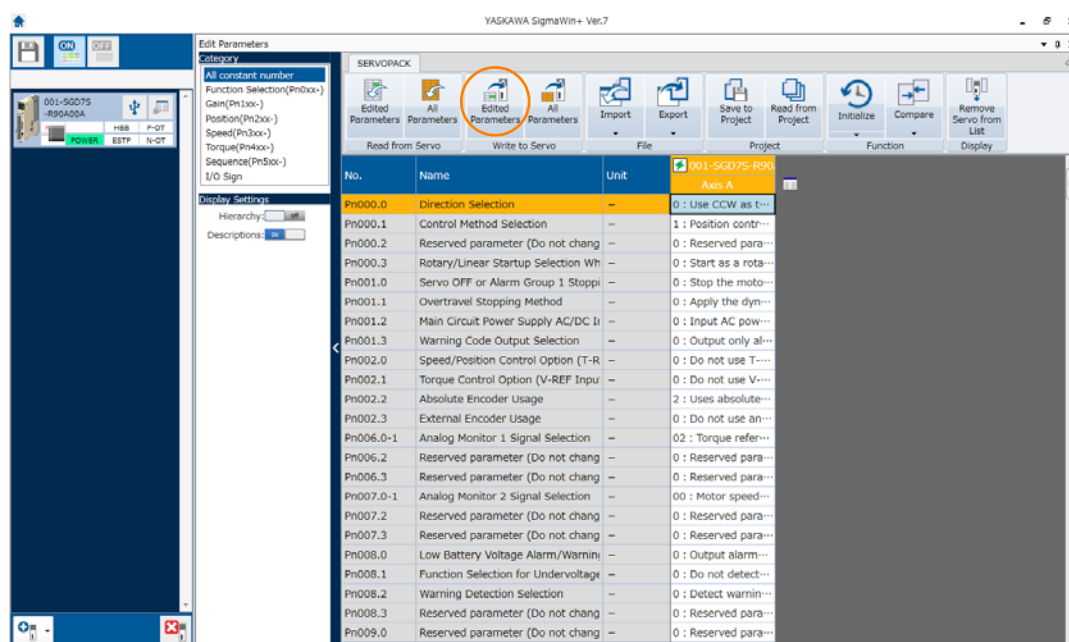 YASKAWA SigmaWin+ Ver.7
ON OFF
001-SGD7S
-R90A00A
HBB P-OT
POWER ESTP N-OT
Edit Parameters
Category
All constant number
Function Selection(Pn0xx-)
Gain(Pn1xx-)
Position(Pn2xx-)
Speed(Pn3xx-)
Torque(Pn4xx-)
Sequence(Pn5xx-)
I/O Sign
Display Settings
Hierarchy: off
Descriptions: on
SERVOPACK
Edited Parameters
All Parameters
Edited Parameters
All Parameters
Import
Export
Save to Project
Read from Project
Initialize
Compare
Remove Servo from List
Read from Servo
Write to Servo
File
Project
Function
Display
No. Name Unit 001-SGD7S-R90
Axis A
Pn000.0 Direction Selection – 0 : Use CCW as t···
Pn000.1 Control Method Selection – 1 : Position contr···
Pn000.2 Reserved parameter (Do not chang – 0 : Reserved para···
Pn000.3 Rotary/Linear Startup Selection Wh – 0 : Start as a rota···
Pn001.0 Servo OFF or Alarm Group 1 Stoppi – 0 : Stop the moto···
Pn001.1 Overtravel Stopping Method – 0 : Apply the dyn···
Pn001.2 Main Circuit Power Supply AC/DC I – 0 : Input AC pow···
Pn001.3 Warning Code Output Selection – 0 : Output only al···
Pn002.0 Speed/Position Control Option (T-R – 0 : Do not use T-···
Pn002.1 Torque Control Option (V-REF Inpu – 0 : Do not use V-···
Pn002.2 Absolute Encoder Usage – 2 : Uses absolute···
Pn002.3 External Encoder Usage – 0 : Do not use an···
Pn006.0-1 Analog Monitor 1 Signal Selection – 02 : Torque refer···
Pn006.2 Reserved parameter (Do not chang – 0 : Reserved para···
Pn006.3 Reserved parameter (Do not chang – 0 : Reserved para···
Pn007.0-1 Analog Monitor 2 Signal Selection – 00 : Motor speed···
Pn007.2 Reserved parameter (Do not chang – 0 : Reserved para···
Pn007.3 Reserved parameter (Do not chang – 0 : Reserved para···
Pn008.0 Low Battery Voltage Alarm/Warnin – 0 : Output alarm···
Pn008.1 Function Selection for Undervoltage – 0 : Do not detect···
Pn008.2 Warning Detection Selection – 0 : Detect warnin···
Pn008.3 Reserved parameter (Do not chang – 0 : Reserved para···
Pn009.0 Reserved parameter (Do not chang – 0 : Reserved para···